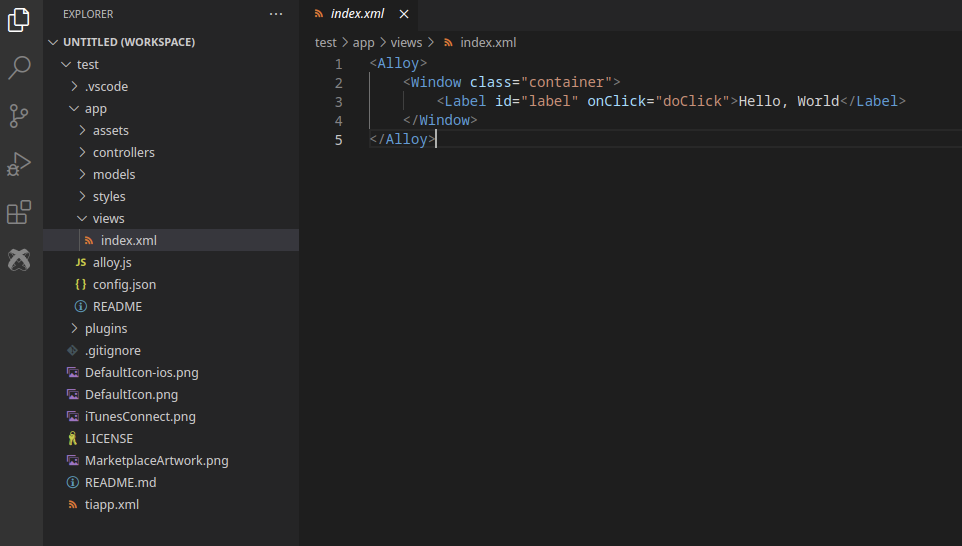 EXPLORER
UNTITLED (WORKSPACE)
test
.vscode
app
assets
controllers
models
styles
views
index.xml
JS alloy.js
{} config.json
README
plugins
.gitignore
DefaultIcon-ios.png
DefaultIcon.png
iTunesConnect.png
LICENSE
MarketplaceArtwork.png
README.md
tiapp.xml
index.xml
test > app > views > index.xml
1 <Alloy>
2 <Window class="container">
3 <Label id="label" onClick="doClick">Hello, World</Label>
4 </Window>
5 </Alloy>